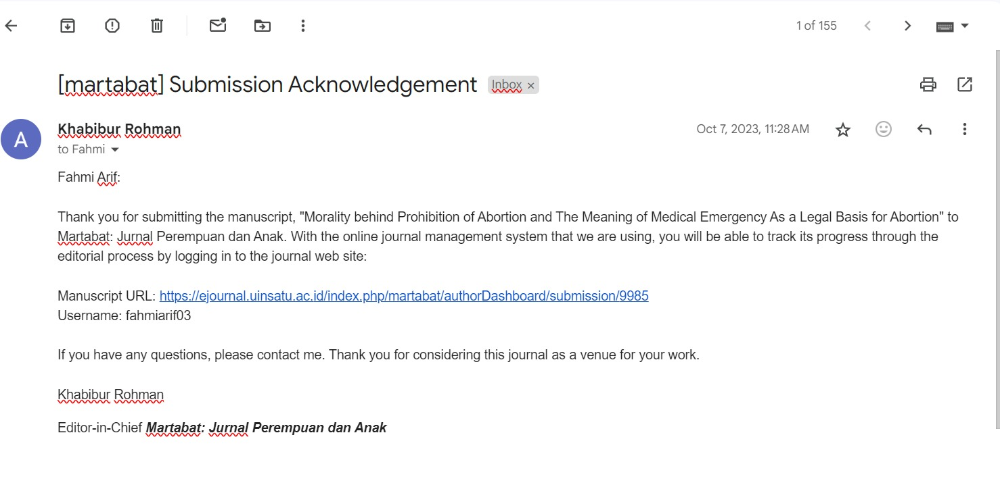 1 of 155
[martabat] Submission Acknowledgement Inbox ×
Khabibur Rohman
Oct 7, 2023, 11:28 AM
to Fahmi
A
Fahmi Arif:
Thank you for submitting the manuscript, "Morality behind Prohibition of Abortion and The Meaning of Medical Emergency As a Legal Basis for Abortion" to
Martabat: Jurnal Perempuan dan Anak. With the online journal management system that we are using, you will be able to track its progress through the
editorial process by logging in to the journal web site:
Manuscript URL: https://ejournal.uinsatu.ac.id/index.php/martabat/authorDashboard/submission/9985
Username: fahmiarif03
If you have any questions, please contact me. Thank you for considering this journal as a venue for your work.
Khabibur Rohman
Editor-in-Chief Martabat: Jurnal Perempuan dan Anak